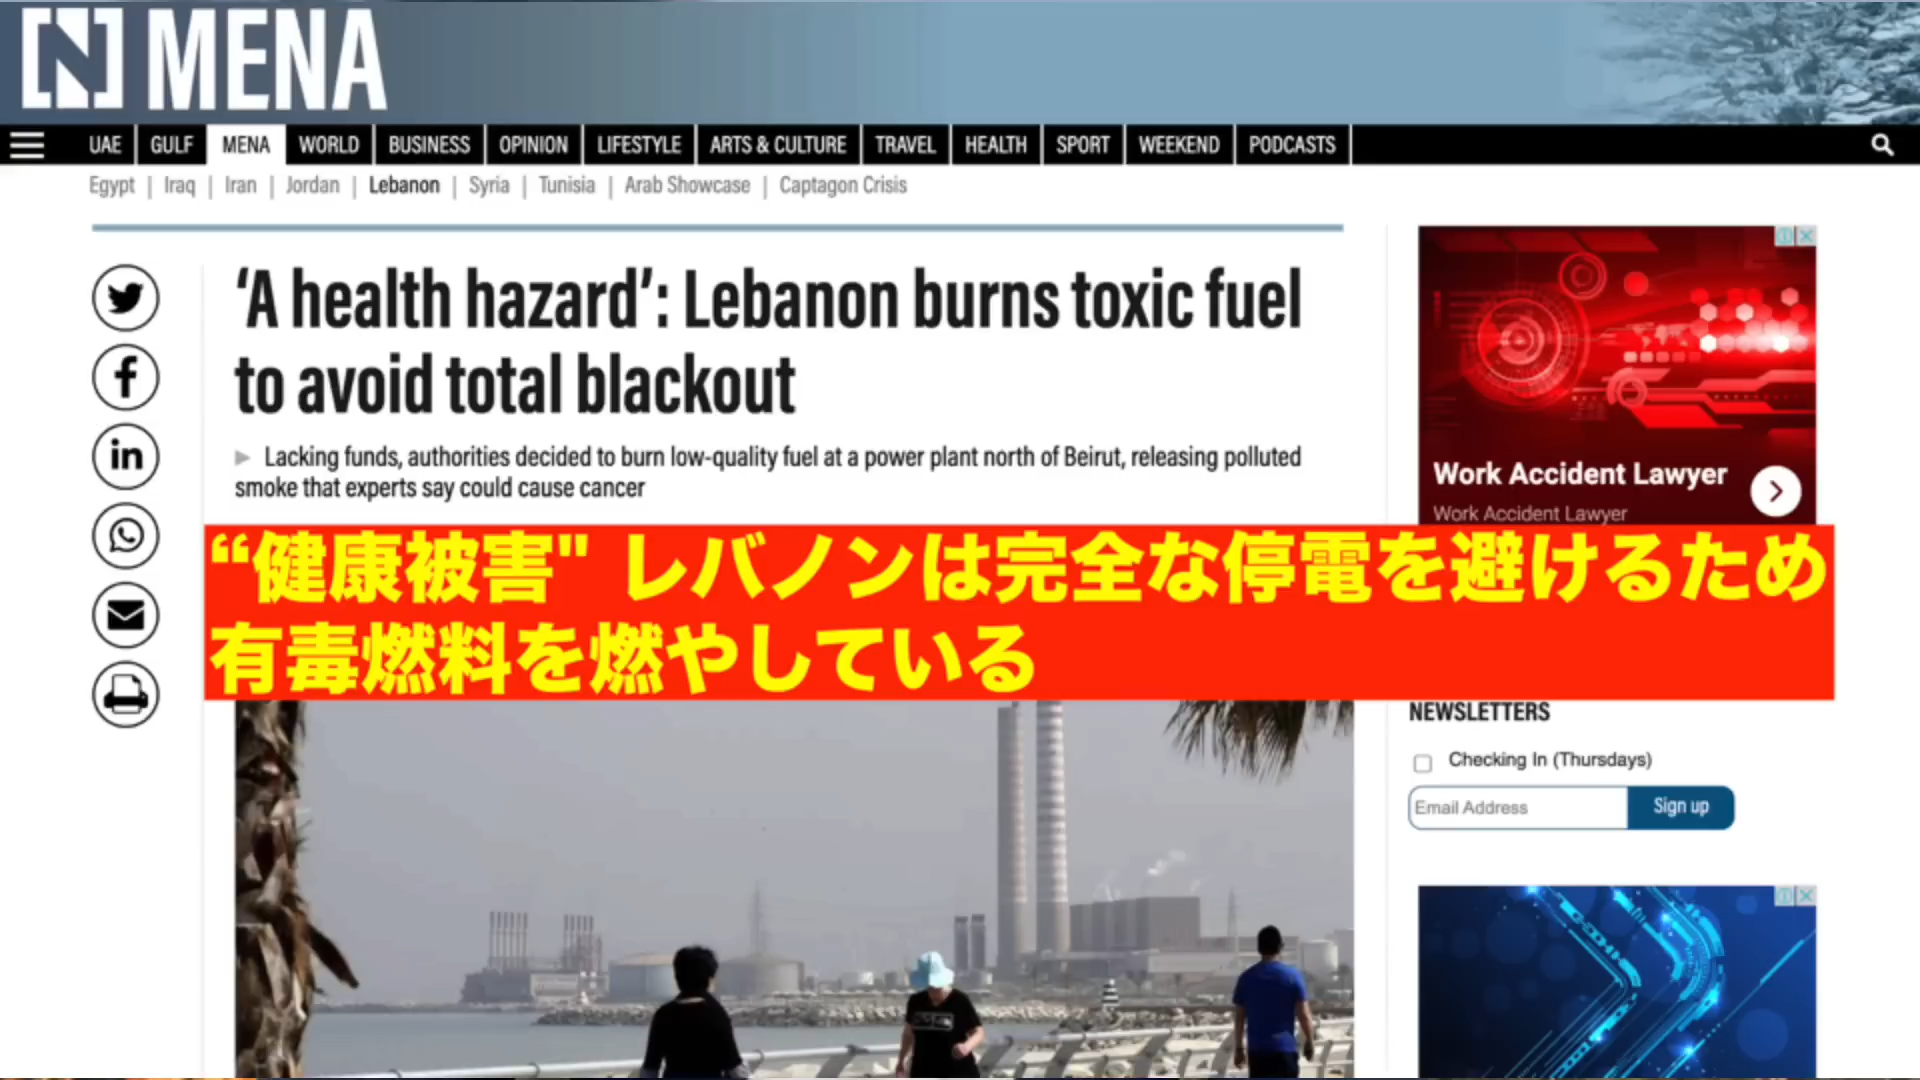 [N] MENA
UAE GULF MENA WORLD BUSINESS OPINION LIFESTYLE ARTS & CULTURE TRAVEL HEALTH SPORT WEEKEND PODCASTS
Egypt | Iraq | Iran | Jordan | Lebanon | Syria | Tunisia | Arab Showcase | Captagon Crisis
‘A health hazard’: Lebanon burns toxic fuel
to avoid total blackout
Lacking funds, authorities decided to burn low-quality fuel at a power plant north of Beirut, releasing polluted
smoke that experts say could cause cancer
Work Accident Lawyer
Work Accident Lawyer
“健康被害" レバノンは完全な停電を避けるため
有毒燃料を燃やしている
NEWSLETTERS
Checking In (Thursdays)
Email Address
Sign up